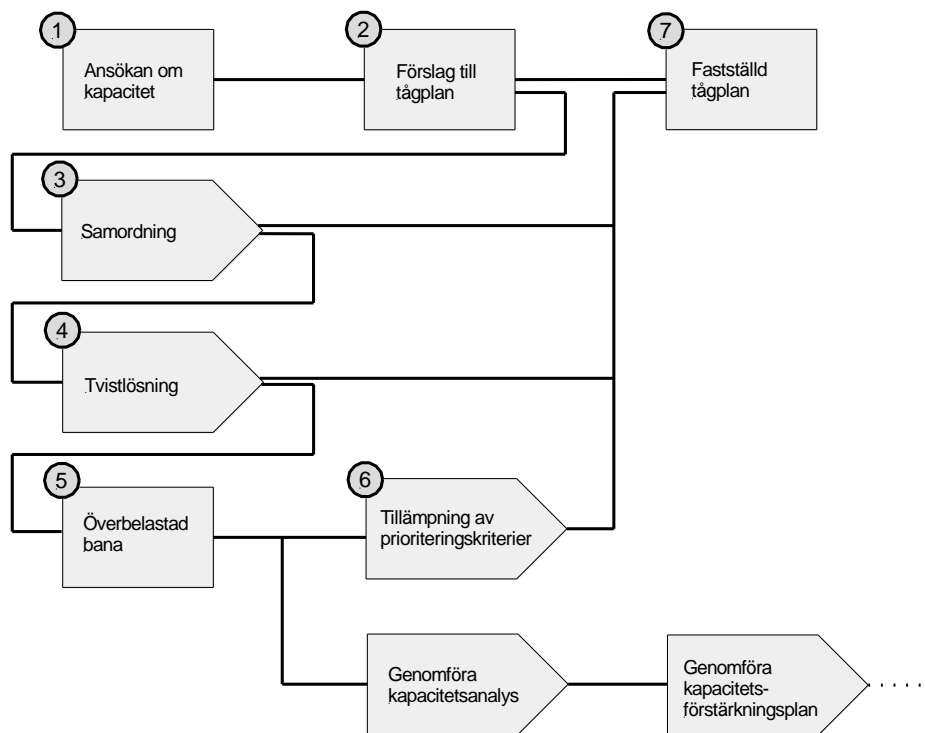 1
Ansökan om
kapacitet
2
Förslag till
tågplan
7
Fastställd
tågplan
3
Samordning
4
Tvistlösning
5
Överbelastad
bana
6
Tillämpning av
prioriteringskriterier
Genomföra
kapacitetsanalys
Genomföra
kapacitets-
förstärkningsplan